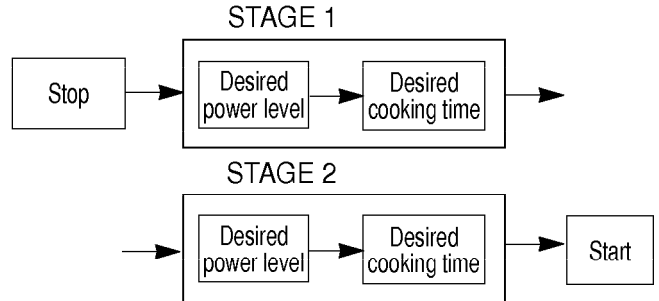 STAGE 1
Stop
Desired
power level
Desired
cooking time
STAGE 2
Desired
power level
Desired
cooking time
Start